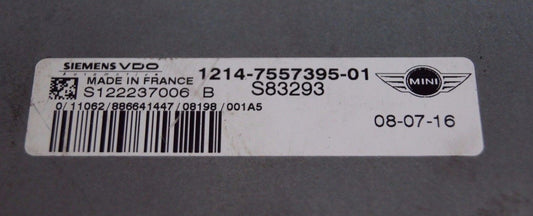 SIEMENS VDO
Automotive
MADE IN FRANCE
1214-7557395-01
MINI
S122237006 B
S83293
0/11062/886641447/08198/001A5
08-07-16